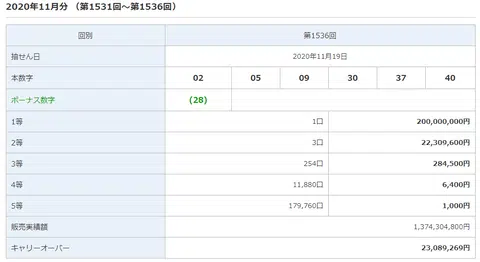 2020年11月分 （第1531回～第1536回）
回別 第1536回
抽せん日 2020年11月19日
本数字 02 05 09 30 37 40
ボーナス数字 (28)
1等 1口 200,000,000円
2等 3口 22,309,600円
3等 254口 284,500円
4等 11,880口 6,400円
5等 179,760口 1,000円
販売実績額 1,374,304,800円
キャリーオーバー 23,089,269円